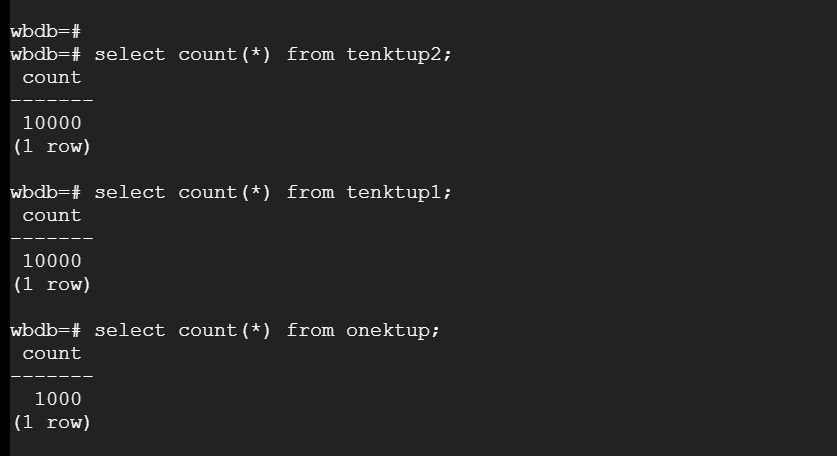 wbdb=#
wbdb=# select count(*) from tenktup2;
count
-------
10000
(1 row)
wbdb=# select count(*) from tenktup1;
count
-------
10000
(1 row)
wbdb=# select count(*) from onektup;
count
-------
1000
(1 row)